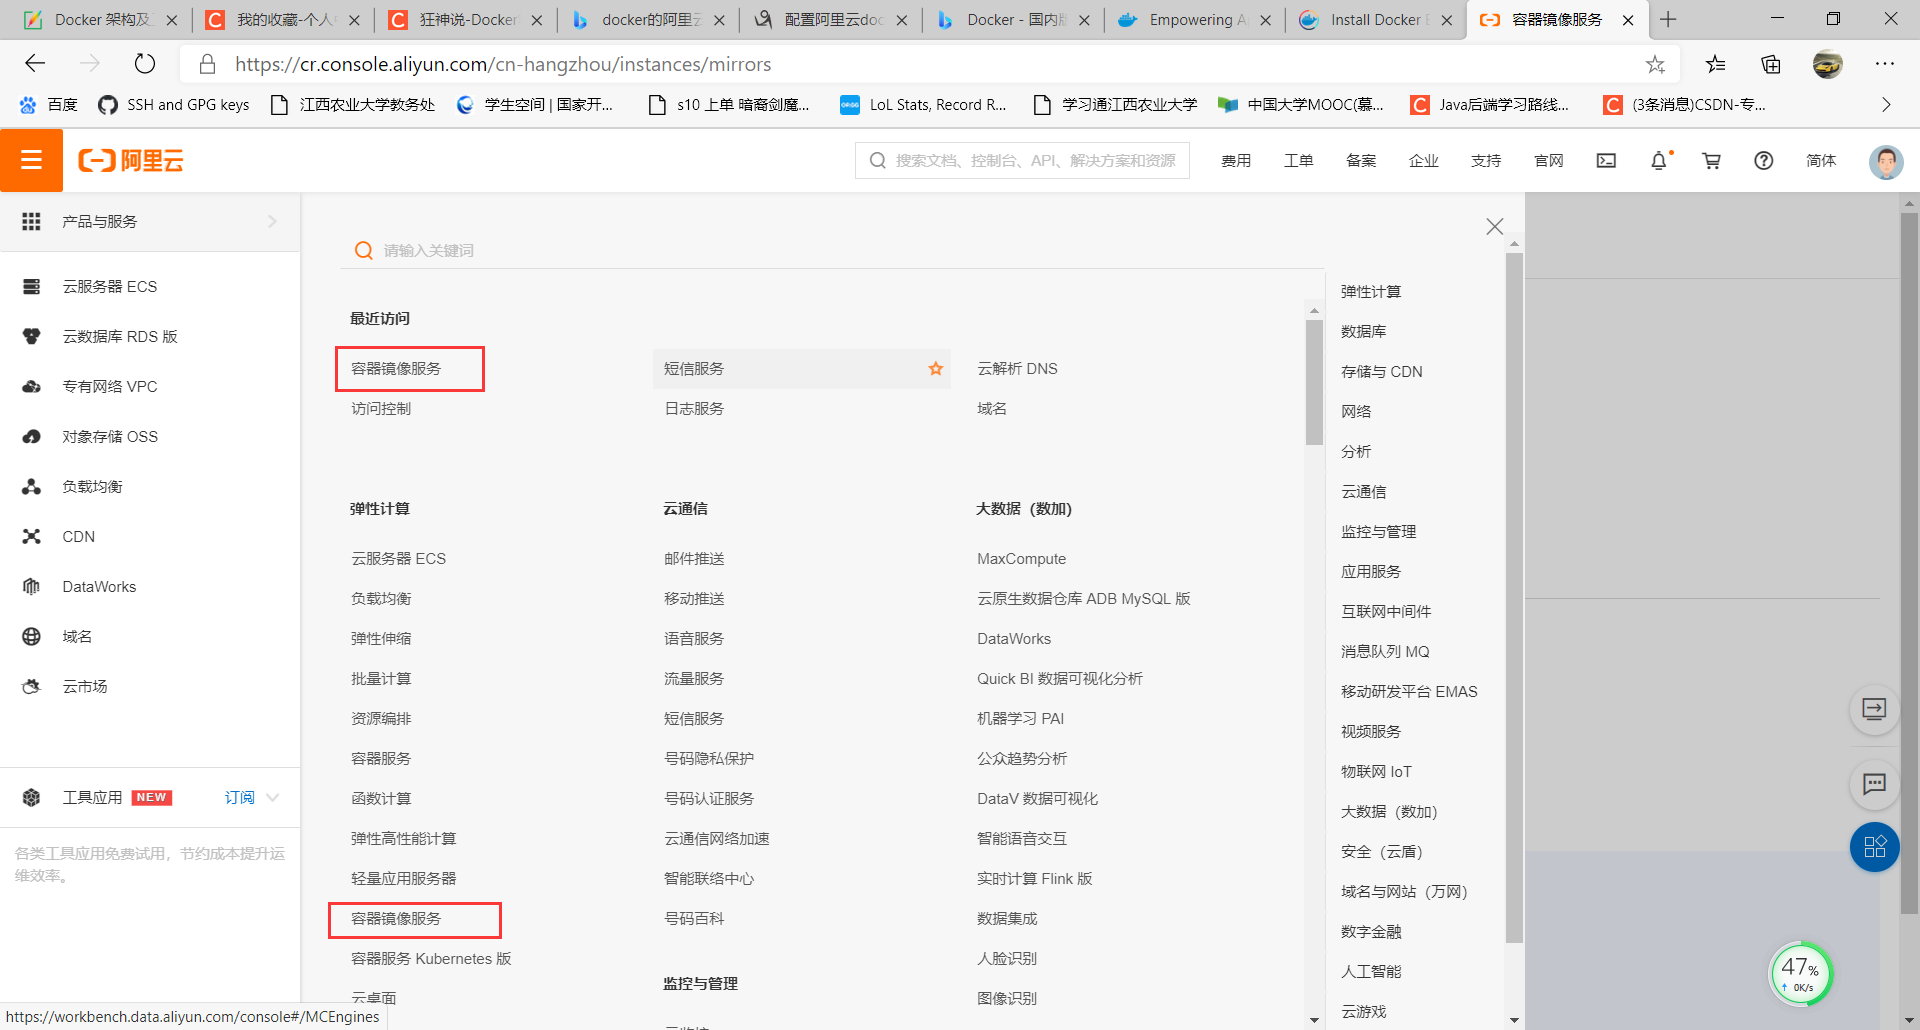 Docker 架构及
我的收藏-个人
狂神说-Docker
docker的阿里云
配置阿里云doc
Docker - 国内
Empowering A
Install Docker E
容器镜像服务
https://cr.console.aliyun.com/cn-hangzhou/instances/mirrors
百度
SSH and GPG keys
江西农业大学教务处
学生空间 | 国家开...
s10 上单 暗裔剑魔...
OP.GG
LoL Stats, Record R...
学习通江西农业大学
中国大学MOOC(慕...
Java后端学习路线...
(3条消息)CSDN-专...
阿里云
搜索文档、控制台、API、解决方案和资源
费用
工单
备案
企业
支持
官网
简体
产品与服务
云服务器 ECS
云数据库 RDS 版
专有网络 VPC
对象存储 OSS
负载均衡
CDN
DataWorks
域名
云市场
工具应用
NEW
订阅
各类工具应用免费试用，节约成本提升运
维效率。
请输入关键词
最近访问
容器镜像服务
短信服务
云解析 DNS
访问控制
日志服务
域名
弹性计算
云服务器 ECS
负载均衡
弹性伸缩
批量计算
资源编排
容器服务
函数计算
弹性高性能计算
轻量应用服务器
容器镜像服务
容器服务 Kubernetes 版
云桌面
云通信
邮件推送
移动推送
语音服务
流量服务
短信服务
号码隐私保护
号码认证服务
云通信网络加速
智能联络中心
号码百科
监控与管理
云监控
大数据（数加）
MaxCompute
云原生数据仓库 ADB MySQL 版
DataWorks
Quick BI 数据可视化分析
机器学习 PAI
公众趋势分析
DataV 数据可视化
智能语音交互
实时计算 Flink 版
数据集成
人脸识别
图像识别
弹性计算
数据库
存储与 CDN
网络
分析
云通信
监控与管理
应用服务
互联网中间件
消息队列 MQ
移动研发平台 EMAS
视频服务
物联网 IoT
大数据（数加）
安全（云盾）
域名与网站（万网）
数字金融
人工智能
云游戏
47%
0K/s
https://workbench.data.aliyun.com/console#/MCEngines